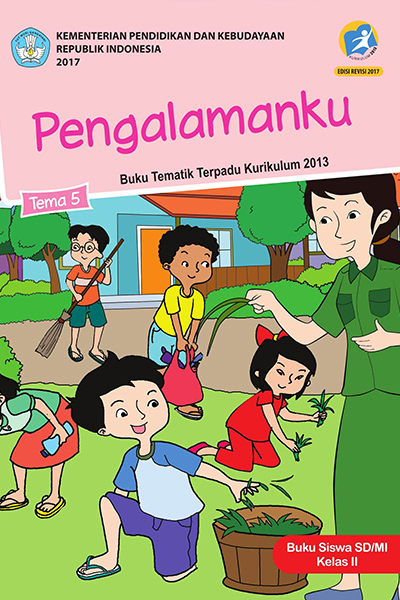 KEMENTERIAN PENDIDIKAN DAN KEBUDAYAAN
REPUBLIK INDONESIA
2017
EDISI REVISI 2017
Pengalamanku
Buku Tematik Terpadu Kurikulum 2013
Tema 5
Buku Siswa SD/MI
Kelas II